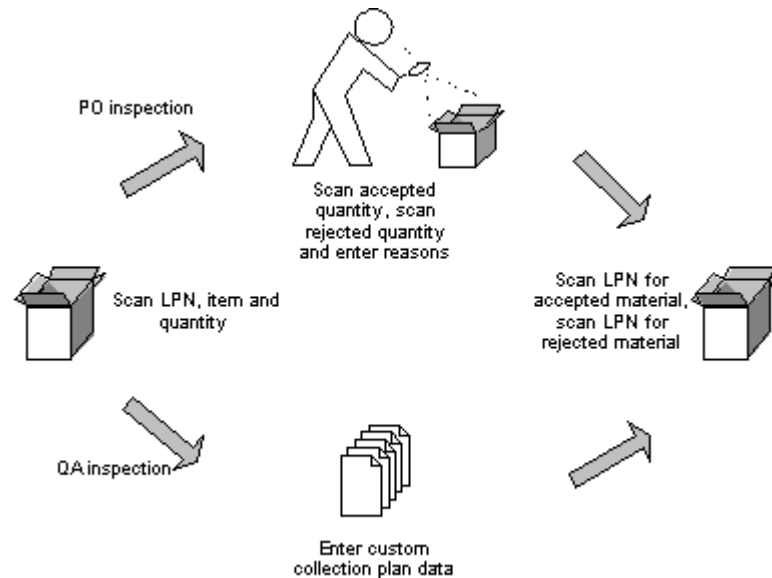 PO inspection
Scan accepted
quantity, scan
rejected quantity
and enter reasons
Scan LPN, item and
quantity
Scan LPN for
accepted material,
scan LPN for
rejected material
QA inspection
Enter custom
collection plan data